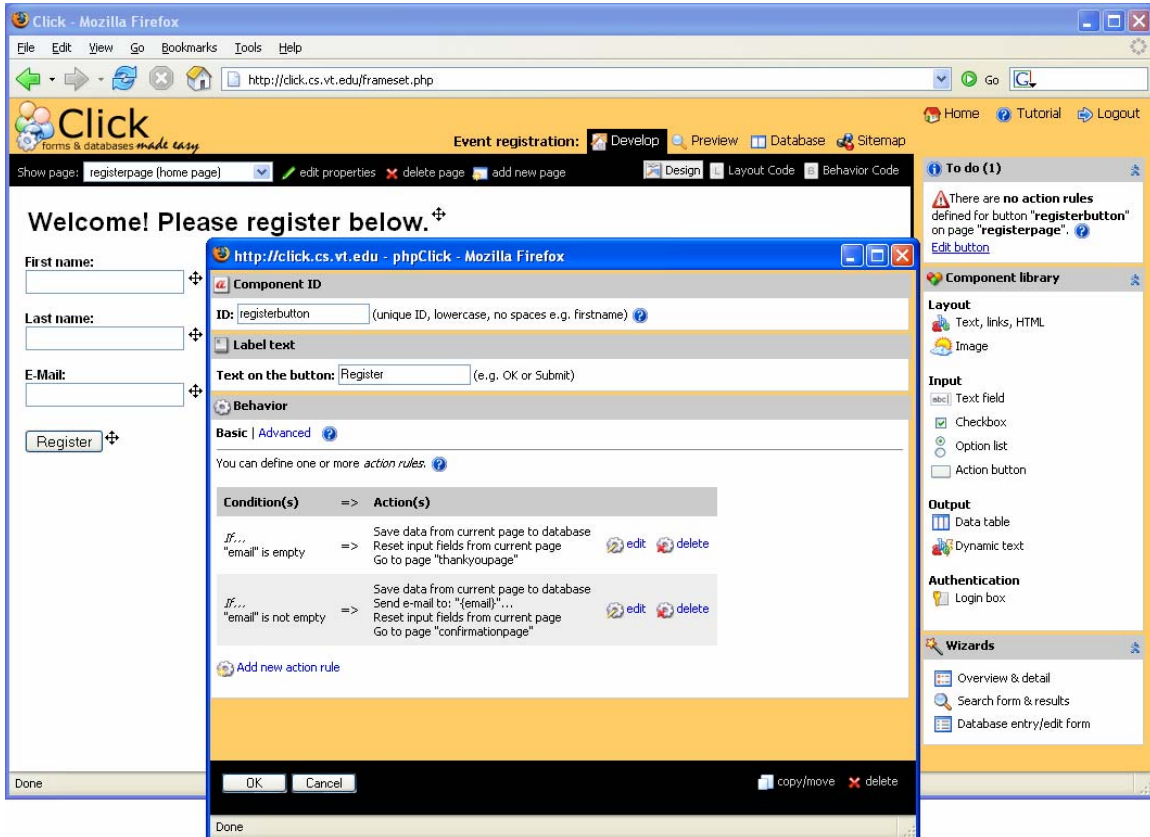 Click - Mozilla Firefox
File Edit View Go Bookmarks Tools Help
http://click.cs.vt.edu/frameset.php Go G
Click
forms & databases made easy
Event registration: Develop Preview Database Sitemap
Home Tutorial Logout
Show page: registerpage (home page) edit properties delete page add new page Design L Layout Code B Behavior Code
Welcome! Please register below.
First name:
Last name:
E-Mail:
Register
http://click.cs.vt.edu - phpClick - Mozilla Firefox
Component ID
ID: registerbutton (unique ID, lowercase, no spaces e.g. firstname)
Label text
Text on the button: Register (e.g. OK or Submit)
Behavior
Basic | Advanced
You can define one or more action rules.
Condition(s) => Action(s)
If...
"email" is empty
=>
Save data from current page to database
Reset input fields from current page
Go to page "thankyoupage"
edit delete
If...
"email" is not empty
=>
Save data from current page to database
Send e-mail to: "{email}"...
Reset input fields from current page
Go to page "confirmationpage"
edit delete
Add new action rule
OK Cancel copy/move delete
Done
To do (1)
There are no action rules
defined for button "registerbutton"
on page "registerpage".
Edit button
Component library
Layout
Text, links, HTML
Image
Input
abc Text field
Checkbox
Option list
Action button
Output
Data table
Dynamic text
Authentication
Login box
Wizards
Overview & detail
Search form & results
Database entry/edit form
Done